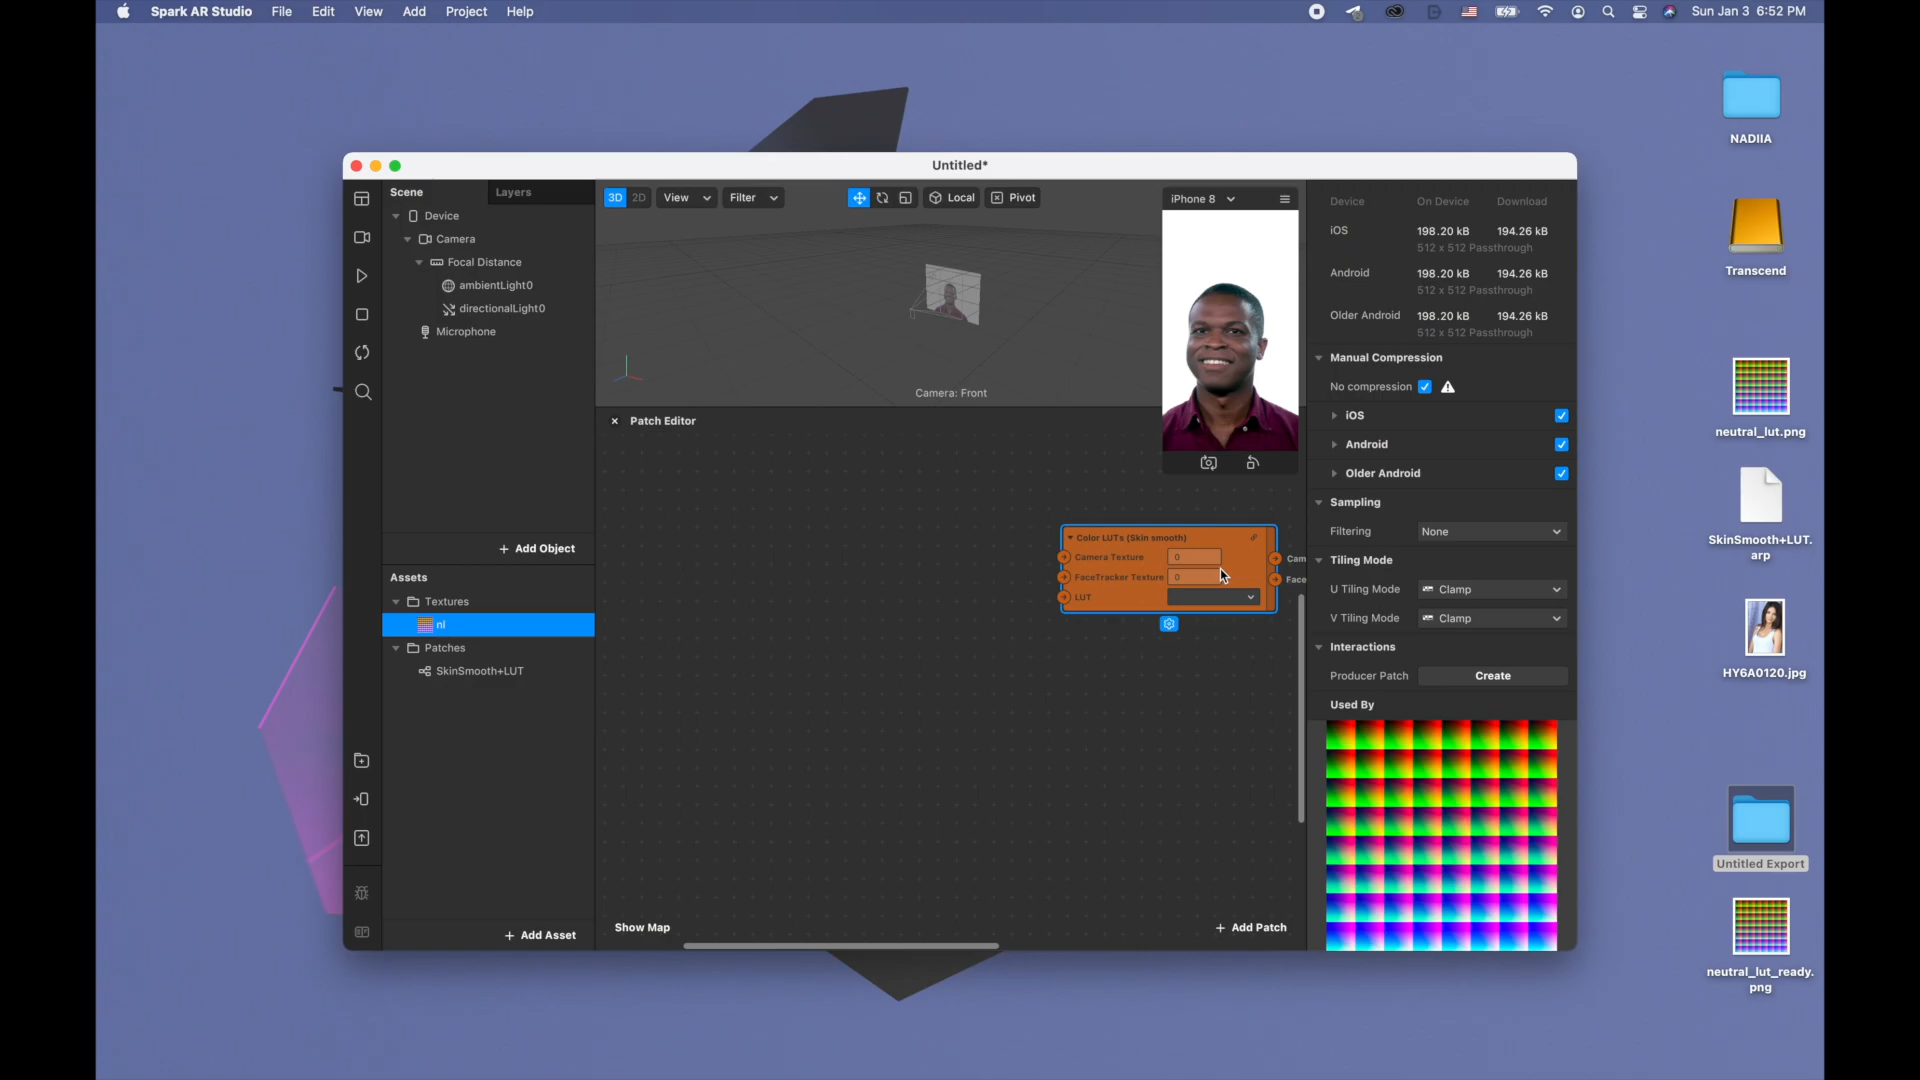 Spark AR Studio File Edit View Add Project Help
Sun Jan 3 6:52 PM
Untitled*
Scene
Layers
Device
Camera
Focal Distance
ambientLight0
directionalLight0
Microphone
+ Add Object
Assets
Textures
nl
Patches
SkinSmooth+LUT
+ Add Asset
3D 2D View Filter Local Pivot
Camera: Front
iPhone 8
Patch Editor
Color LUTs (Skin smooth)
Camera Texture 0
FaceTracker Texture 0
LUT
Cam
Face
Show Map
+ Add Patch
Device On Device Download
iOS 198.20 kB 194.26 kB
512 x 512 Passthrough
Android 198.20 kB 194.26 kB
512 x 512 Passthrough
Older Android 198.20 kB 194.26 kB
512 x 512 Passthrough
Manual Compression
No compression
iOS
Android
Older Android
Sampling
Filtering None
Tiling Mode
U Tiling Mode Clamp
V Tiling Mode Clamp
Interactions
Producer Patch Create
Used By
NADIIA
Transcend
neutral_lut.png
SkinSmooth+LUT.
arp
HY6A0120.jpg
Untitled Export
neutral_lut_ready.
png